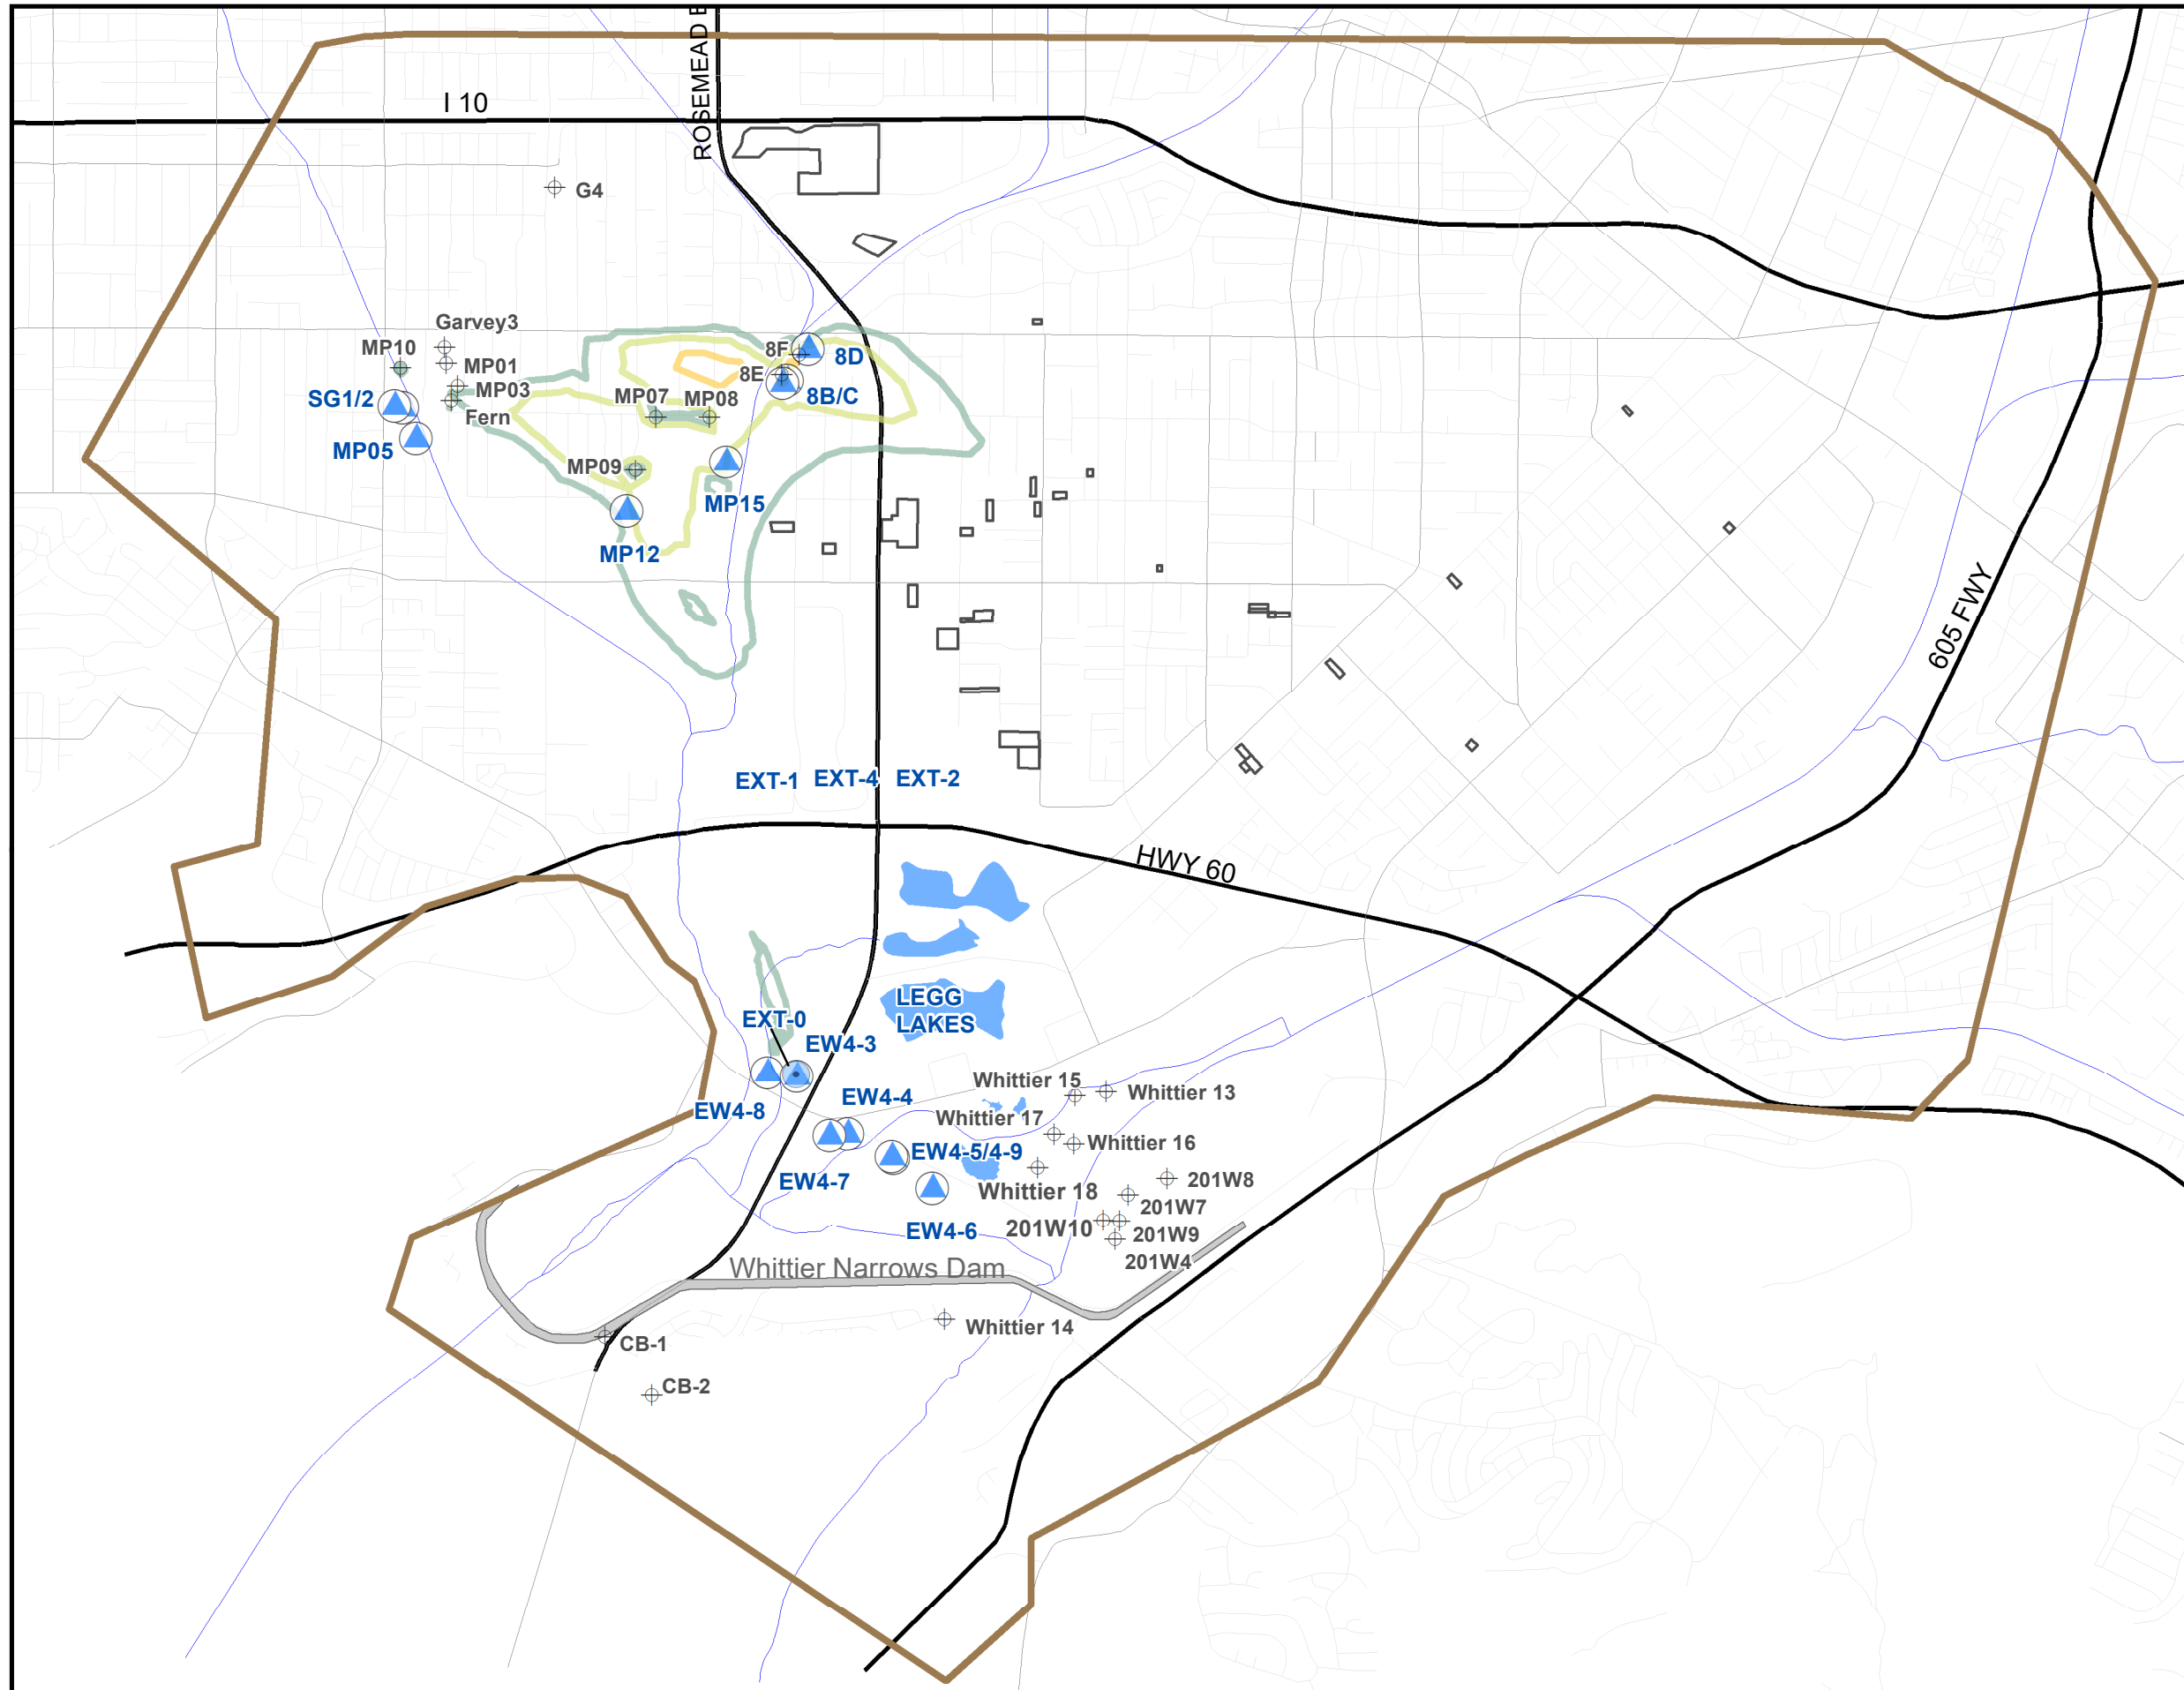 ROSEMEAD
I 10
G4
Garvey3
MP10
MP01
MP03
SG1/2
Fern
MP05
8F
8D
8E
8B/C
MP07
MP08
MP09
MP15
MP12
605 FWY
EXT-1
EXT-4
EXT-2
HWY 60
LEGG
LAKES
EXT-0
EW4-3
EW4-8
EW4-4
Whittier 15
Whittier 13
Whittier 17
Whittier 16
EW4-5/4-9
EW4-7
Whittier 18
201W8
201W7
EW4-6
201W10
201W9
201W4
Whittier Narrows Dam
Whittier 14
CB-1
CB-2